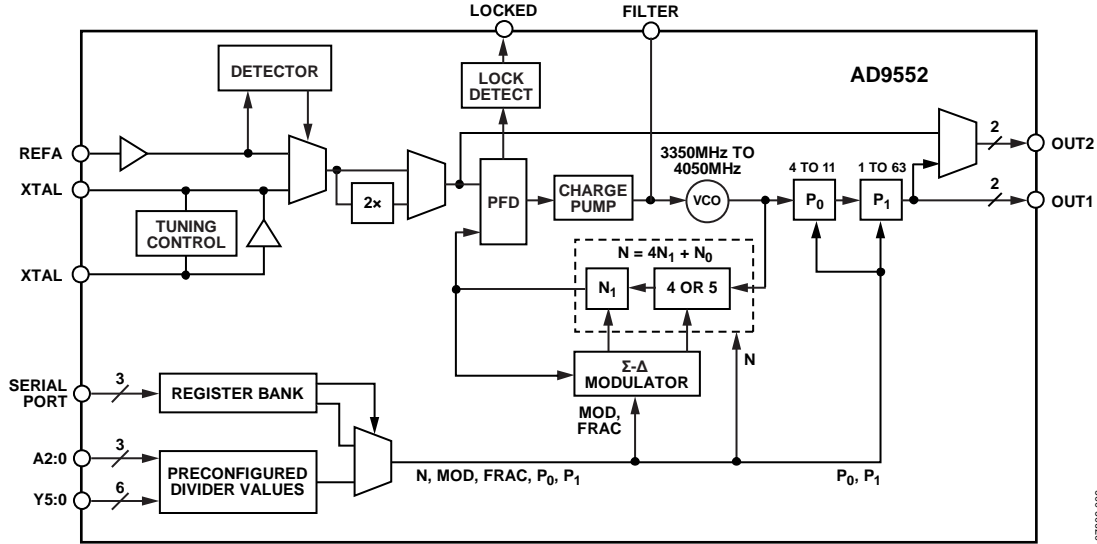 LOCKED
FILTER
DETECTOR
LOCK
DETECT
AD9552
REFA
2
OUT2
3350MHz TO
4050MHz
4 TO 11
1 TO 63
XTAL
2×
PFD
CHARGE
PUMP
VCO
P0
P1
2
OUT1
TUNING
CONTROL
N = 4N1 + N0
XTAL
N1
4 OR 5
Σ-Δ
MODULATOR
N
SERIAL
PORT
3
REGISTER BANK
MOD,
FRAC
A2:0
3
PRECONFIGURED
DIVIDER VALUES
N, MOD, FRAC, P0, P1
P0, P1
Y5:0
6